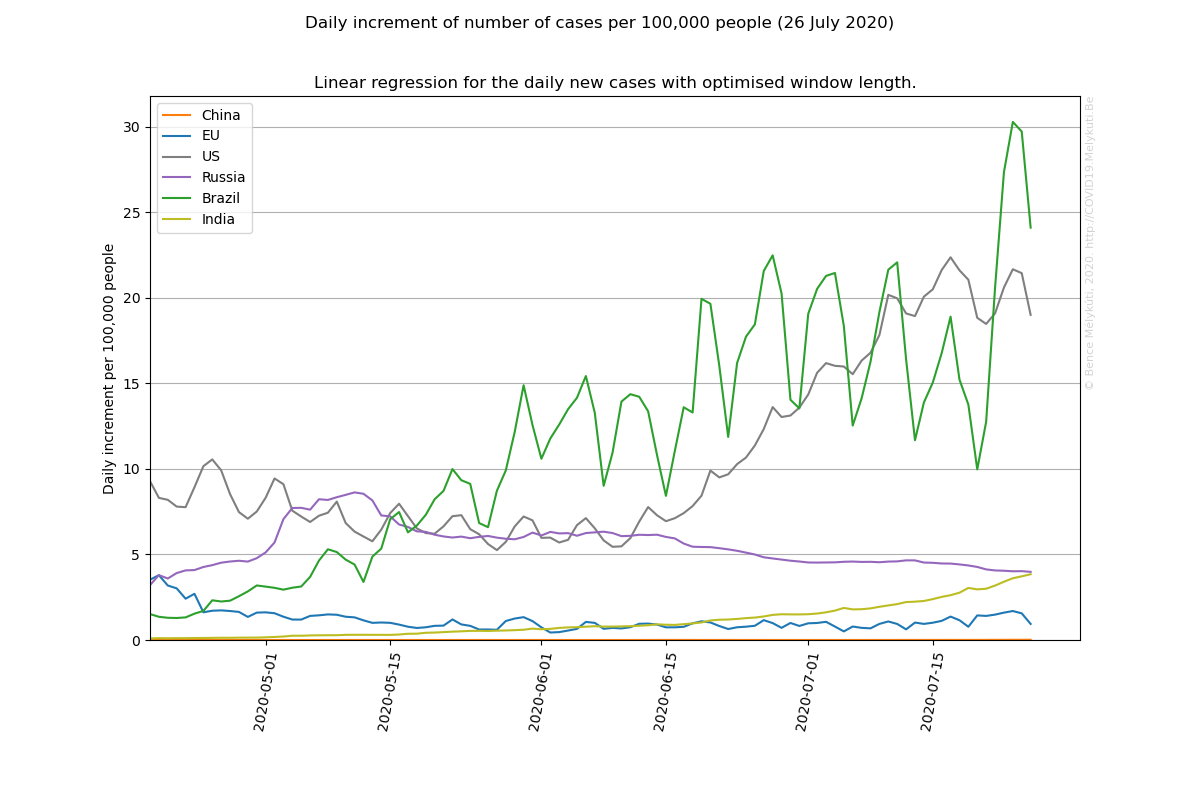 Daily increment of number of cases per 100,000 people (26 July 2020)
Linear regression for the daily new cases with optimised window length.
China
EU
US
Russia
Brazil
India
30
25
20
15
10
5
0
Daily increment per 100,000 people
2020-05-01
2020-05-15
2020-06-01
2020-06-15
2020-07-01
2020-07-15
© Bence Mélykúti, 2020. http://COVID19.Melykuti.Be